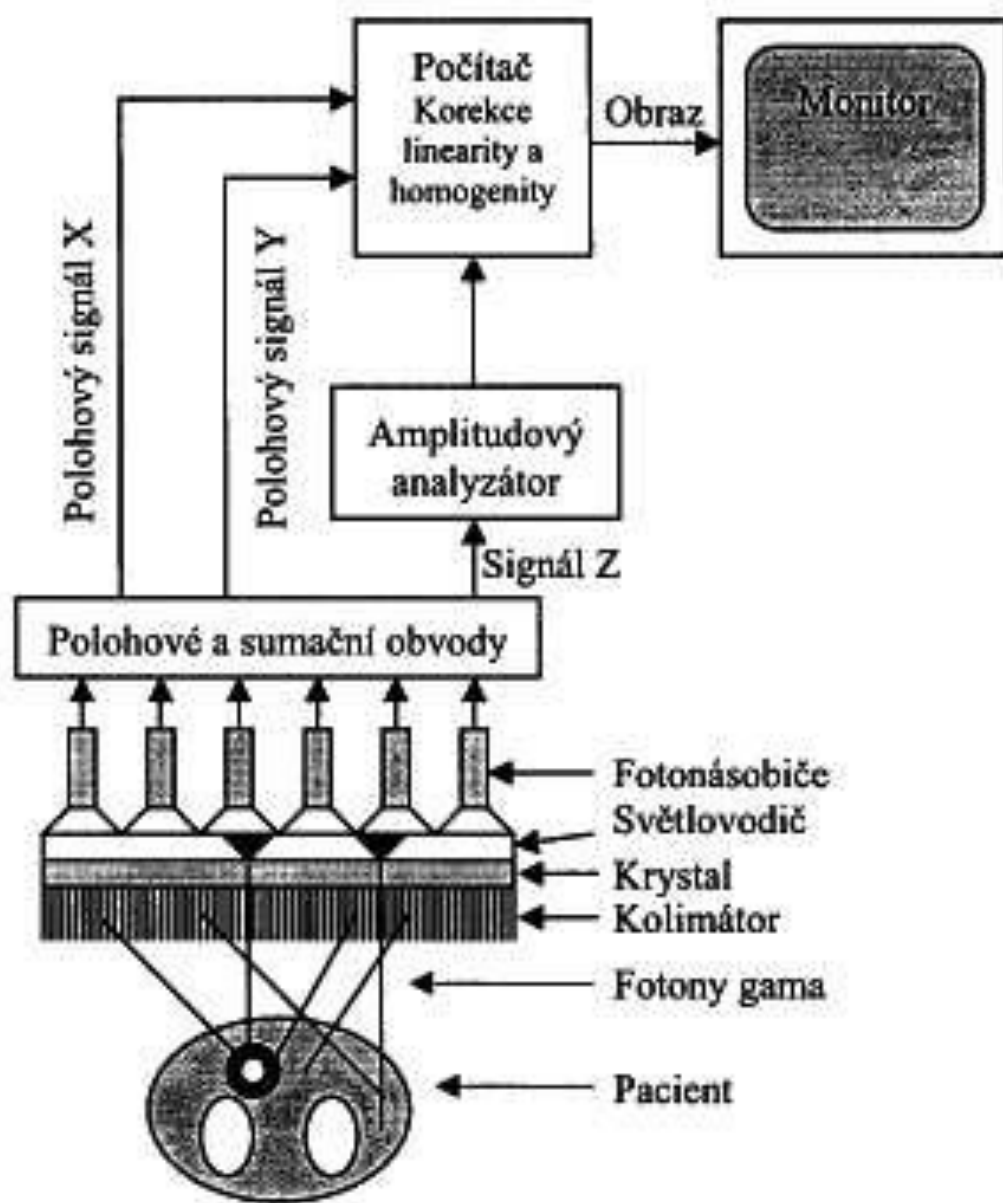 Počítač
Korekce
linearity a
homogenity
Obraz
Monitor
Polohový signál X
Polohový signál Y
Amplitudový
analyzátor
Signál Z
Polohové a sumační obvody
Fotonásobiče
Světlovodič
Krystal
Kolimátor
Fotony gama
Pacient